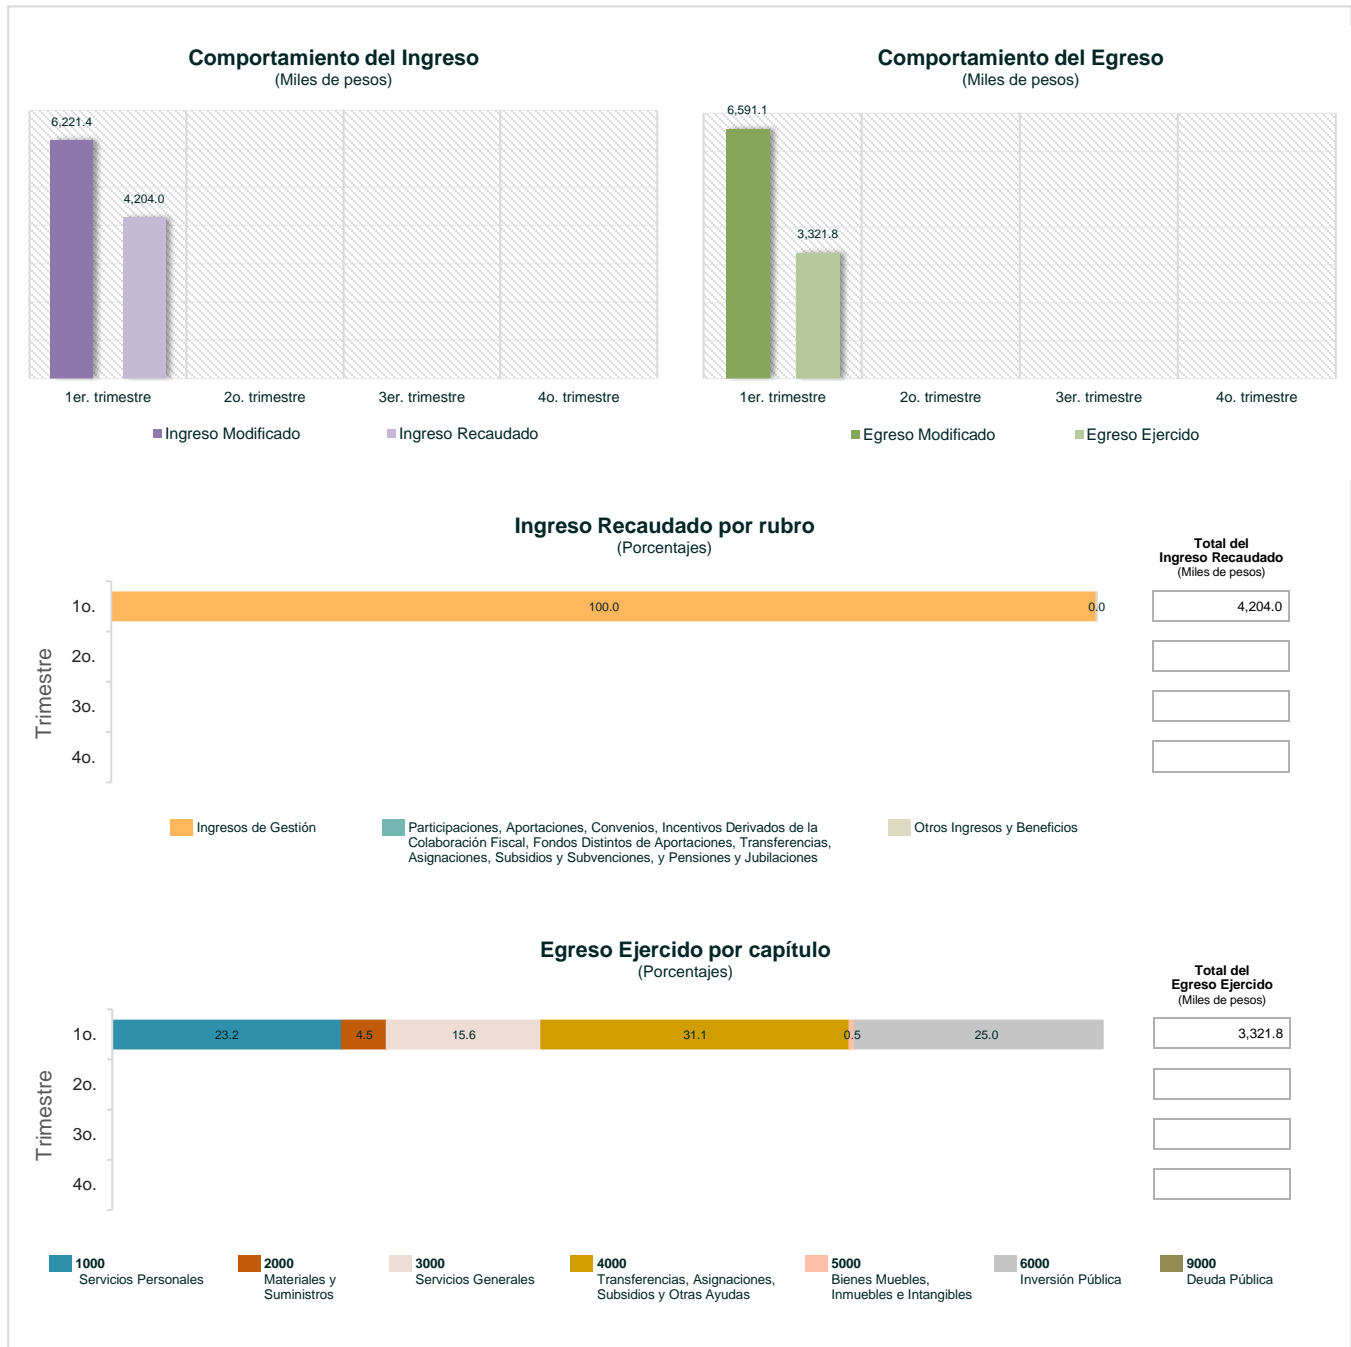 Comportamiento del Ingreso
(Miles de pesos)
6,221.4
4,204.0
1er. trimestre
2o. trimestre
3er. trimestre
4o. trimestre
Ingreso Modificado
Ingreso Recaudado
Comportamiento del Egreso
(Miles de pesos)
6,591.1
3,321.8
1er. trimestre
2o. trimestre
3er. trimestre
4o. trimestre
Egreso Modificado
Egreso Ejercido
Ingreso Recaudado por rubro
(Porcentajes)
Total del
Ingreso Recaudado
(Miles de pesos)
Trimestre
1o.
100.0
0.0
4,204.0
2o.
3o.
4o.
Ingresos de Gestión
Participaciones, Aportaciones, Convenios, Incentivos Derivados de la
Colaboración Fiscal, Fondos Distintos de Aportaciones, Transferencias,
Asignaciones, Subsidios y Subvenciones, y Pensiones y Jubilaciones
Otros Ingresos y Beneficios
Egreso Ejercido por capítulo
(Porcentajes)
Total del
Egreso Ejercido
(Miles de pesos)
Trimestre
1o.
23.2
4.5
15.6
31.1
0.5
25.0
3,321.8
2o.
3o.
4o.
1000
Servicios Personales
2000
Materiales y
Suministros
3000
Servicios Generales
4000
Transferencias, Asignaciones,
Subsidios y Otras Ayudas
5000
Bienes Muebles,
Inmuebles e Intangibles
6000
Inversión Pública
9000
Deuda Pública